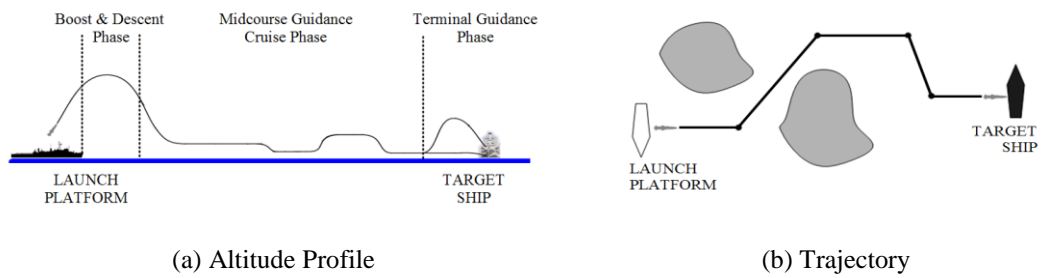 Boost & Descent
Phase
Midcourse Guidance
Cruise Phase
Terminal Guidance
Phase
LAUNCH
PLATFORM
TARGET
SHIP
(a) Altitude Profile
LAUNCH
PLATFORM
TARGET
SHIP
(b) Trajectory